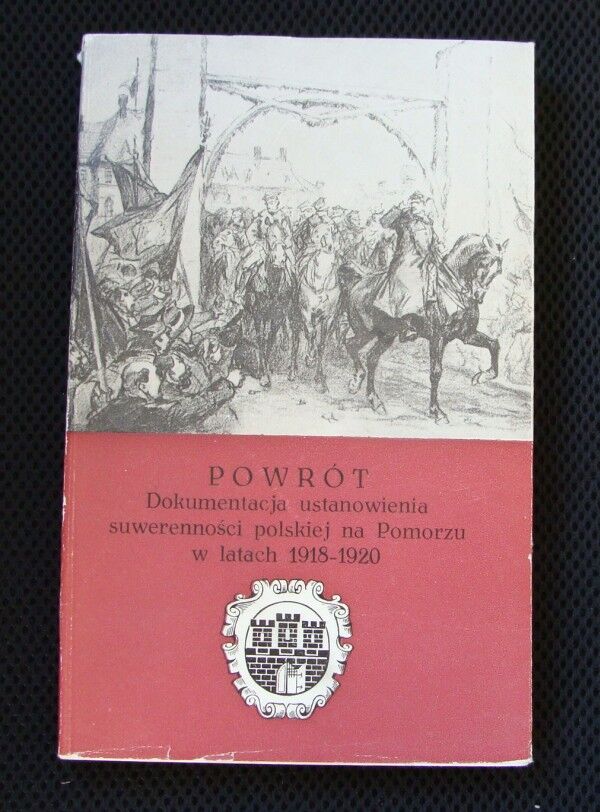 POWRÓT
Dokumentacja ustanowienia
suwerenności polskiej na Pomorzu
w latach 1918-1920